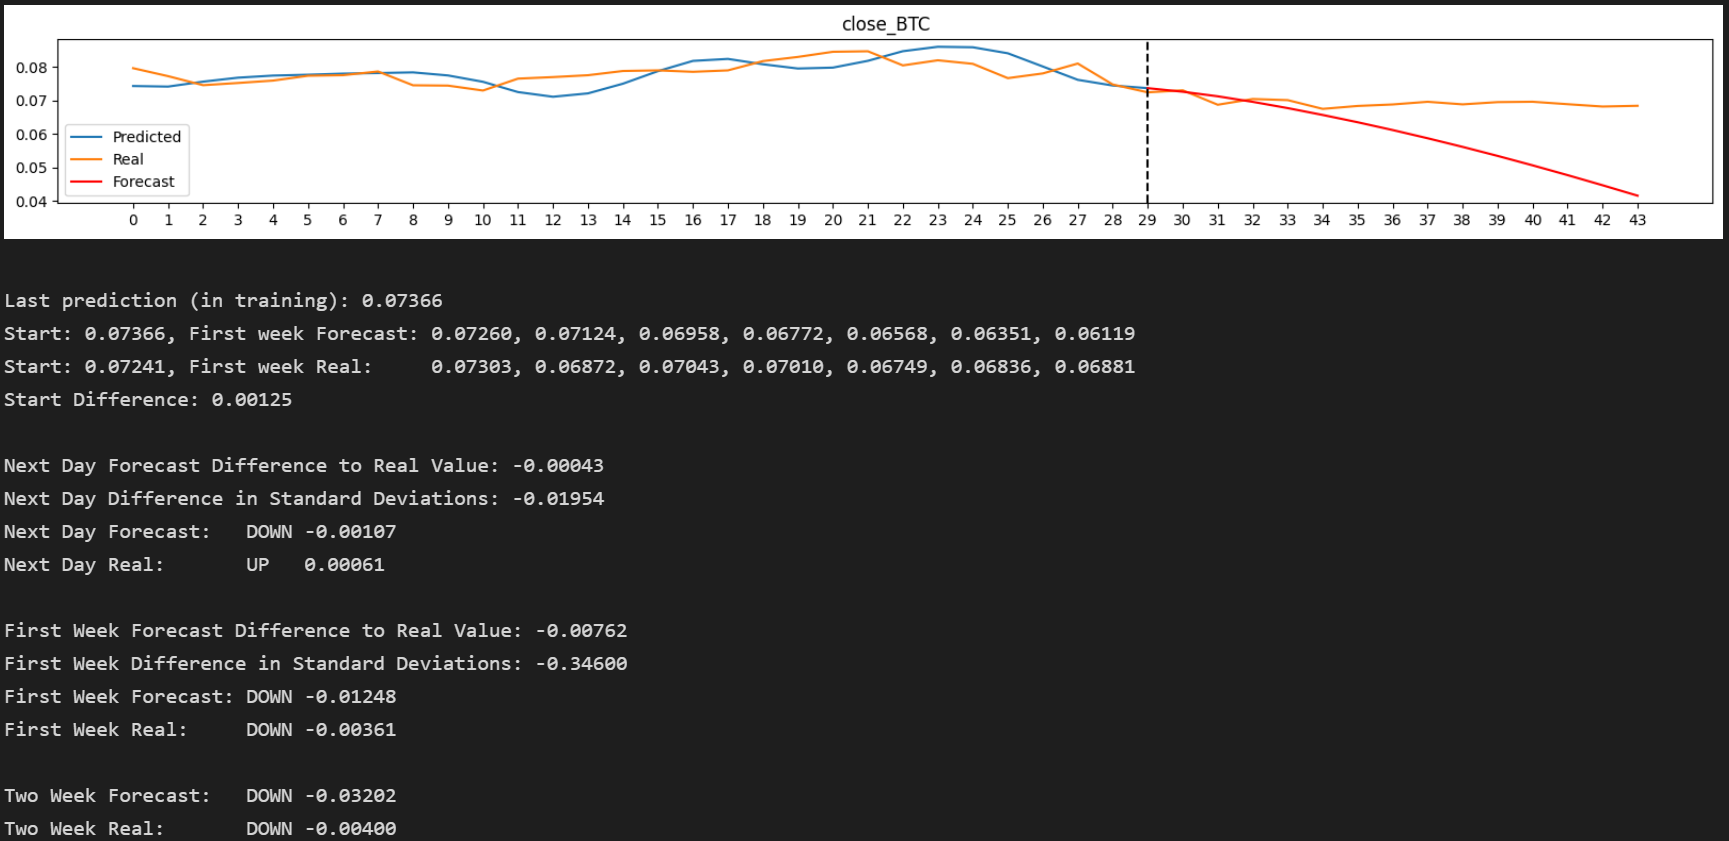 close_BTC
0.08
0.07
0.06
0.05
0.04
Predicted
Real
Forecast
0 1 2 3 4 5 6 7 8 9 10 11 12 13 14 15 16 17 18 19 20 21 22 23 24 25 26 27 28 29 30 31 32 33 34 35 36 37 38 39 40 41 42 43
Last prediction (in training): 0.07366
Start: 0.07366, First week Forecast: 0.07260, 0.07124, 0.06958, 0.06772, 0.06568, 0.06351, 0.06119
Start: 0.07241, First week Real: 0.07303, 0.06872, 0.07043, 0.07010, 0.06749, 0.06836, 0.06881
Start Difference: 0.00125
Next Day Forecast Difference to Real Value: -0.00043
Next Day Difference in Standard Deviations: -0.01954
Next Day Forecast: DOWN -0.00107
Next Day Real: UP 0.00061
First Week Forecast Difference to Real Value: -0.00762
First Week Difference in Standard Deviations: -0.34600
First Week Forecast: DOWN -0.01248
First Week Real: DOWN -0.00361
Two Week Forecast: DOWN -0.03202
Two Week Real: DOWN -0.00400